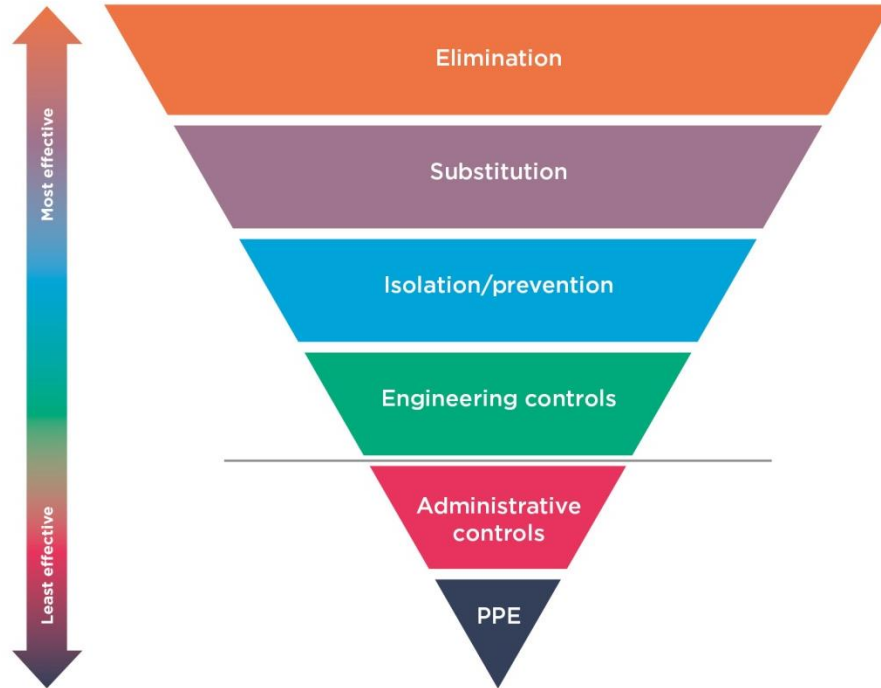 Most effective
Least effective
Elimination
Substitution
Isolation/prevention
Engineering controls
Administrative
controls
PPE